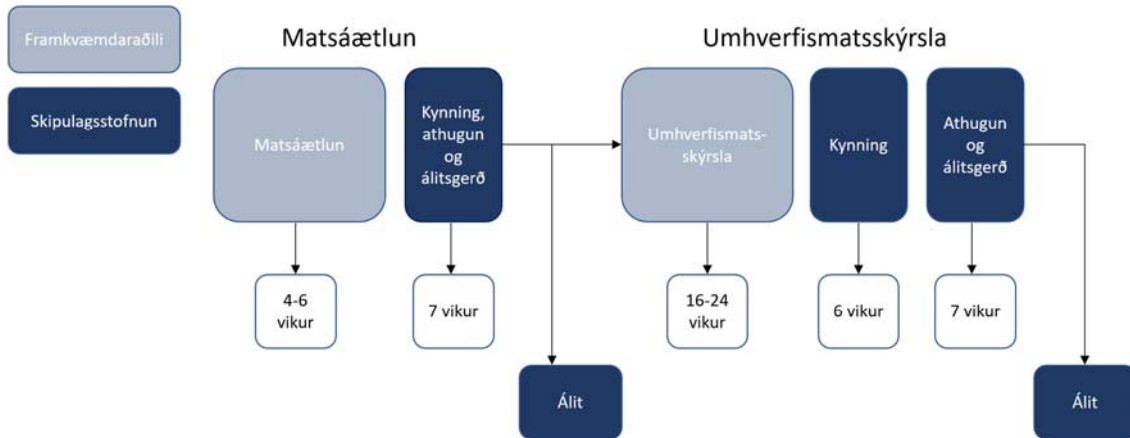 Framkvæmdaraðili
Skipulagsstofnun
Matsáætlun
Umhverfismatsskýrsla
Matsáætlun
Kynning,
athugun
og
álitsgerð
Umhverfismats-
skýrsla
Kynning
Athugun
og
álitsgerð
4-6
vikur
7 vikur
16-24
vikur
6 vikur
7 vikur
Álit
Álit